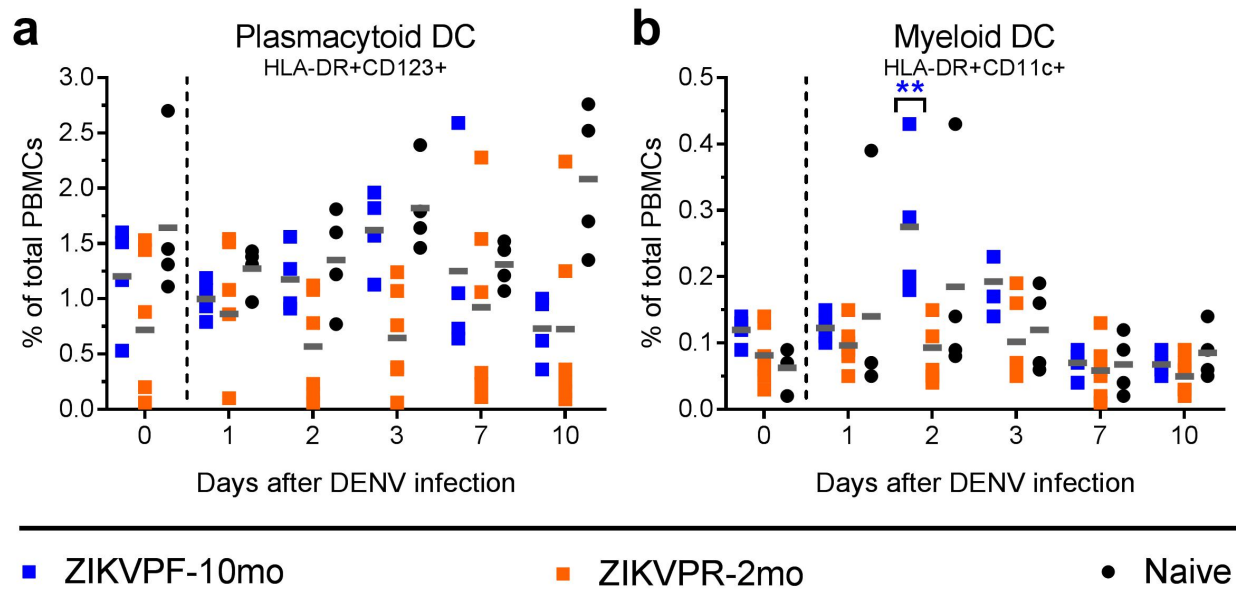 a
Plasmacytoid DC
HLA-DR+CD123+
% of total PBMCs
3.0
2.5
2.0
1.5
1.0
0.5
0.0
0 1 2 3 7 10
Days after DENV infection
b
Myeloid DC
HLA-DR+CD11c+
**
% of total PBMCs
0.5
0.4
0.3
0.2
0.1
0.0
0 1 2 3 7 10
Days after DENV infection
ZIKVPF-10mo ZIKVPR-2mo Naive